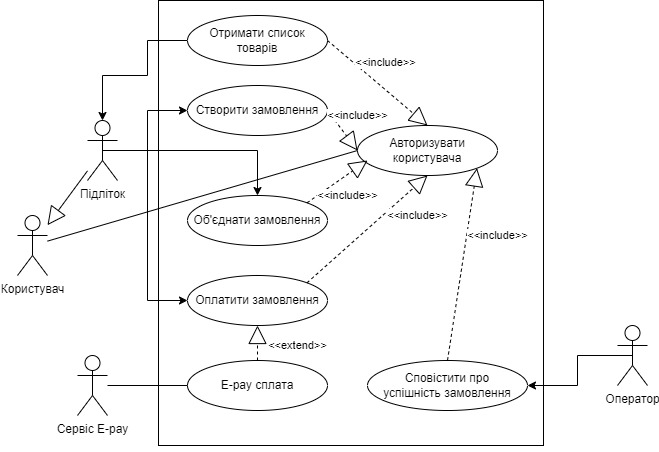 Отримати список
товарів
<<include>>
Створити замовлення
<<include>>
Авторизувати
користувача
Підліток
<<include>>
Об'єднати замовлення
<<include>>
<<include>>
Користувач
Оплатити замовлення
<<extend>>
E-pay сплата
Сповістити про
успішність замовлення
Оператор
Сервіс E-pay